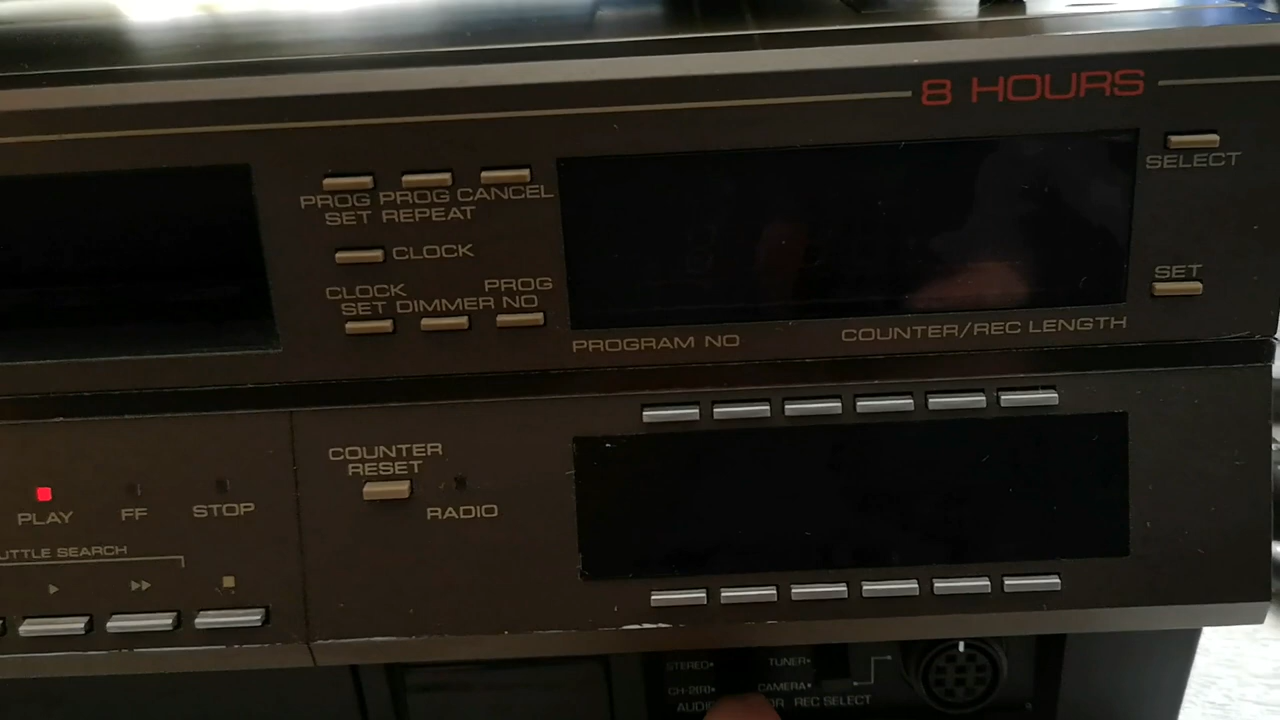 8 HOURS
SELECT
PROG PROG CANCEL
SET REPEAT
CLOCK
CLOCK PROG
SET DIMMER NO
SET
PROGRAM NO
COUNTER/REC LENGTH
COUNTER
RESET
RADIO
PLAY FF STOP
SEARCH
STEREO
TUNER
CAMERA
REC SELECT